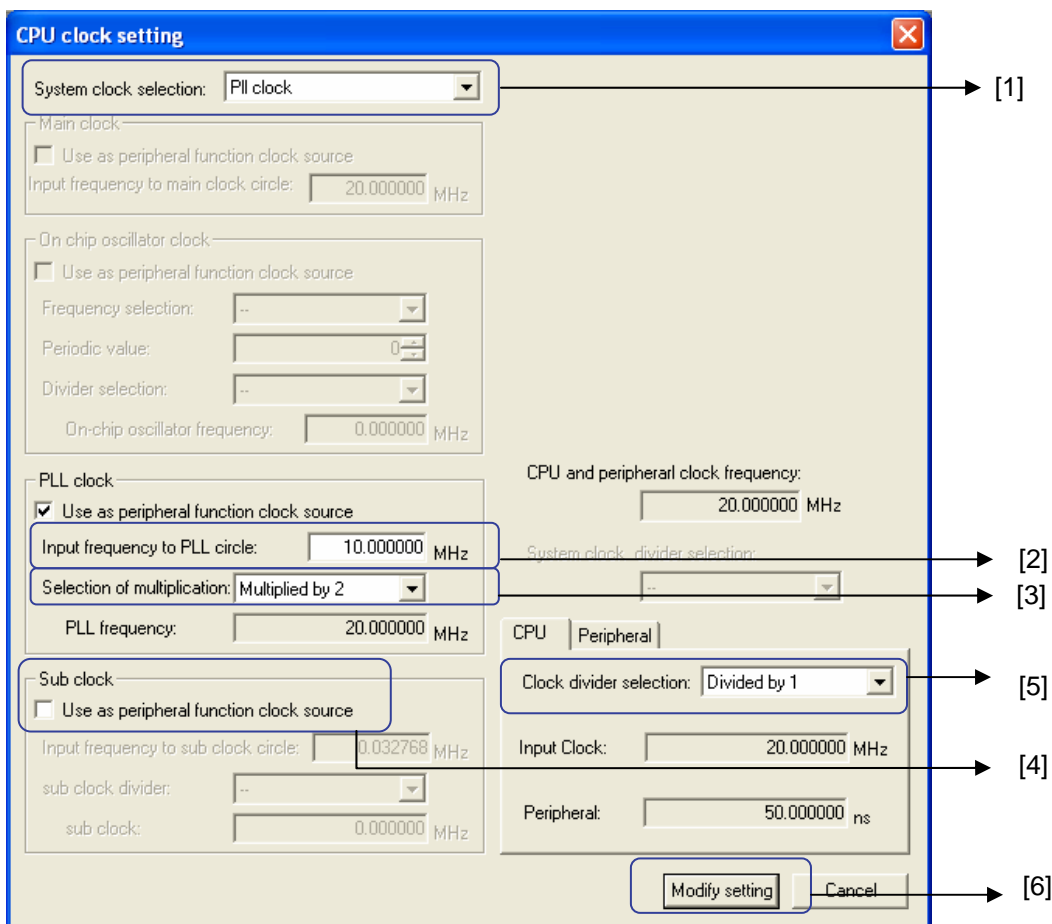 CPU clock setting
System clock selection: Pll clock
[1]
Main clock
Use as peripheral function clock source
Input frequency to main clock circle: 20.000000 MHz
On chip oscillator clock
Use as peripheral function clock source
Frequency selection: --
Periodic value: 0
Divider selection: --
On-chip oscillator frequency: 0.000000 MHz
PLL clock
Use as peripheral function clock source
Input frequency to PLL circle: 10.000000 MHz
[2]
Selection of multiplication: Multiplied by 2
[3]
PLL frequency: 20.000000 MHz
CPU and peripherarl clock frequency:
20.000000 MHz
System clock divider selection:
--
Sub clock
Use as peripheral function clock source
[4]
Input frequency to sub clock circle: 0.032768 MHz
sub clock divider: --
sub clock: 0.000000 MHz
CPU Peripheral
Clock divider selection: Divided by 1
[5]
Input Clock: 20.000000 MHz
Peripheral: 50.000000 ns
Modify setting Cancel
[6]